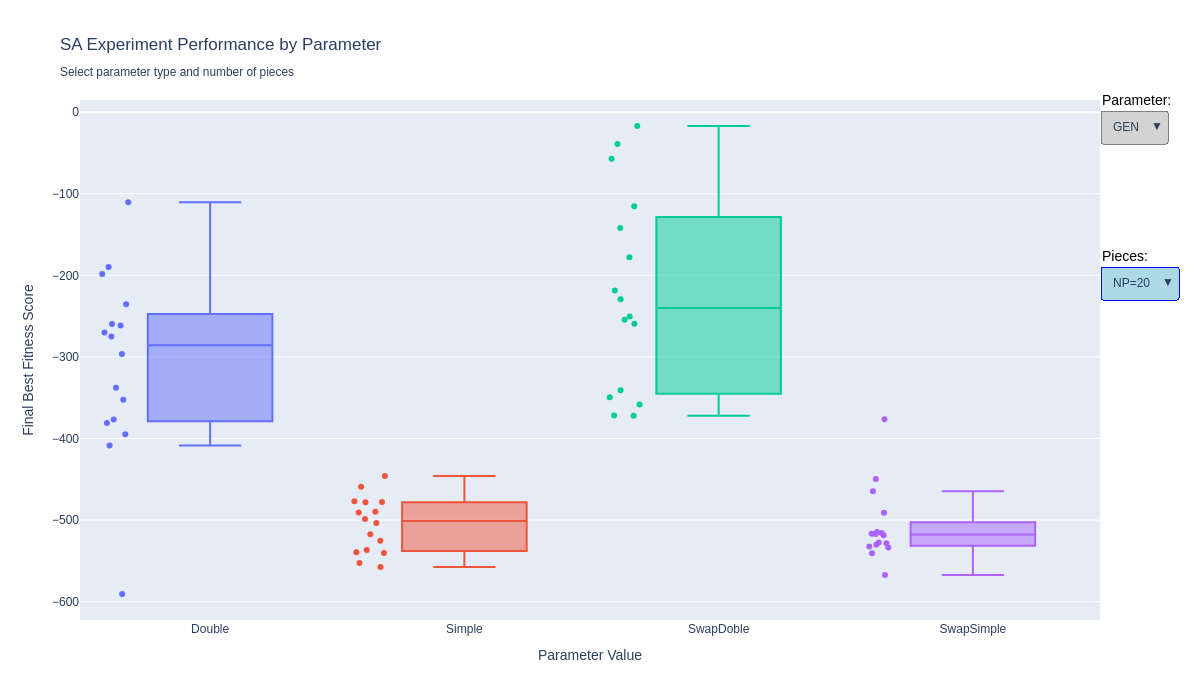 SA Experiment Performance by Parameter
Select parameter type and number of pieces
Parameter:
GEN ▼
Pieces:
NP=20 ▼
Final Best Fitness Score
0
−100
−200
−300
−400
−500
−600
Double Simple SwapDoble SwapSimple
Parameter Value